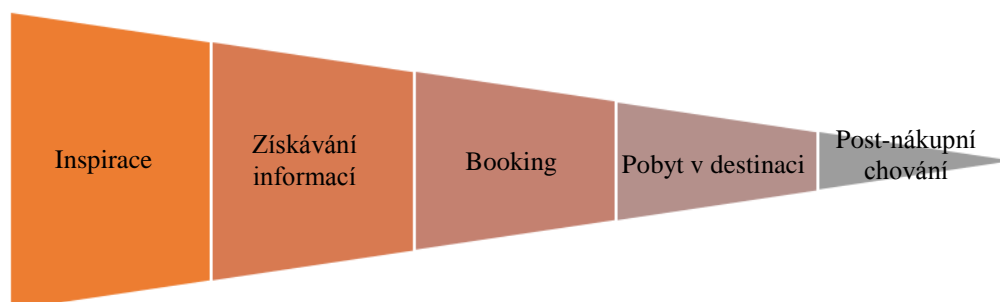 Inspirace
Získávání
informací
Booking
Pobyt v destinaci
Post-nákupní
chování